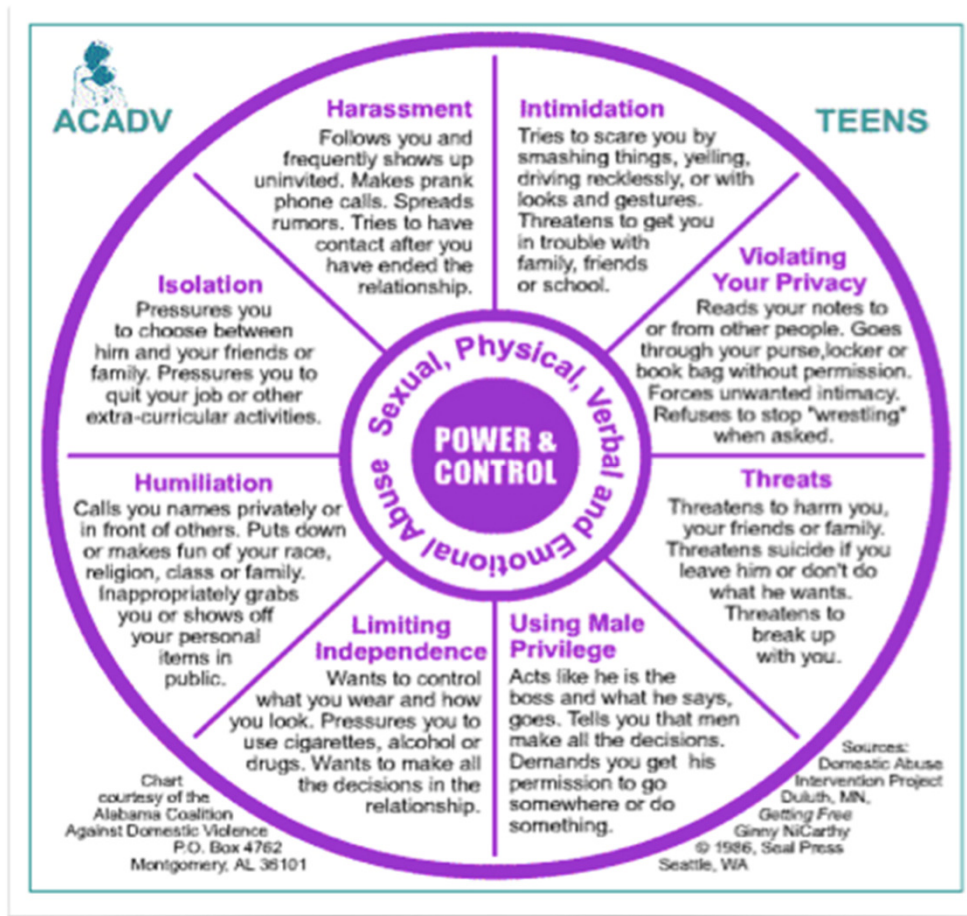 ACADV
TEENS
Harassment
Follows you and
frequently shows up
uninvited. Makes prank
phone calls. Spreads
rumors. Tries to have
contact after you
have ended the
relationship.
Intimidation
Tries to scare you by
smashing things, yelling,
driving recklessly, or with
looks and gestures.
Threatens to get you
in trouble with
family, friends
or school.
Violating
Your Privacy
Reads your notes to
or from other people. Goes
through your purse,locker or
book bag without permission.
Forces unwanted intimacy.
Refuses to stop "wrestling"
when asked.
Threats
Threatens to harm you,
your friends or family.
Threatens suicide if you
leave him or don't do
what he wants.
Threatens to
break up
with you.
Using Male
Privilege
Acts like he is the
boss and what he says,
goes. Tells you that men
make all the decisions.
Demands you get his
permission to go
somewhere or do
something.
Limiting
Independence
Wants to control
what you wear and how
you look. Pressures you to
use cigarettes, alcohol or
drugs. Wants to make all
the decisions in the
relationship.
Humiliation
Calls you names privately or
in front of others. Puts down
or makes fun of your race,
religion, class or family.
Inappropriately grabs
you or shows off
your personal
items in
public.
Isolation
Pressures you
to choose between
him and your friends or
family. Pressures you to
quit your job or other
extra-curricular activities.
Sexual, Physical, Verbal and Emotional Abuse
POWER &
CONTROL
Chart
courtesy of the
Alabama Coalition
Against Domestic Violence
P.O. Box 4762
Montgomery, AL 36101
Sources:
Domestic Abuse
Intervention Project
Duluth, MN,
Getting Free
Ginny NiCarthy
© 1986, Seal Press
Seattle, WA